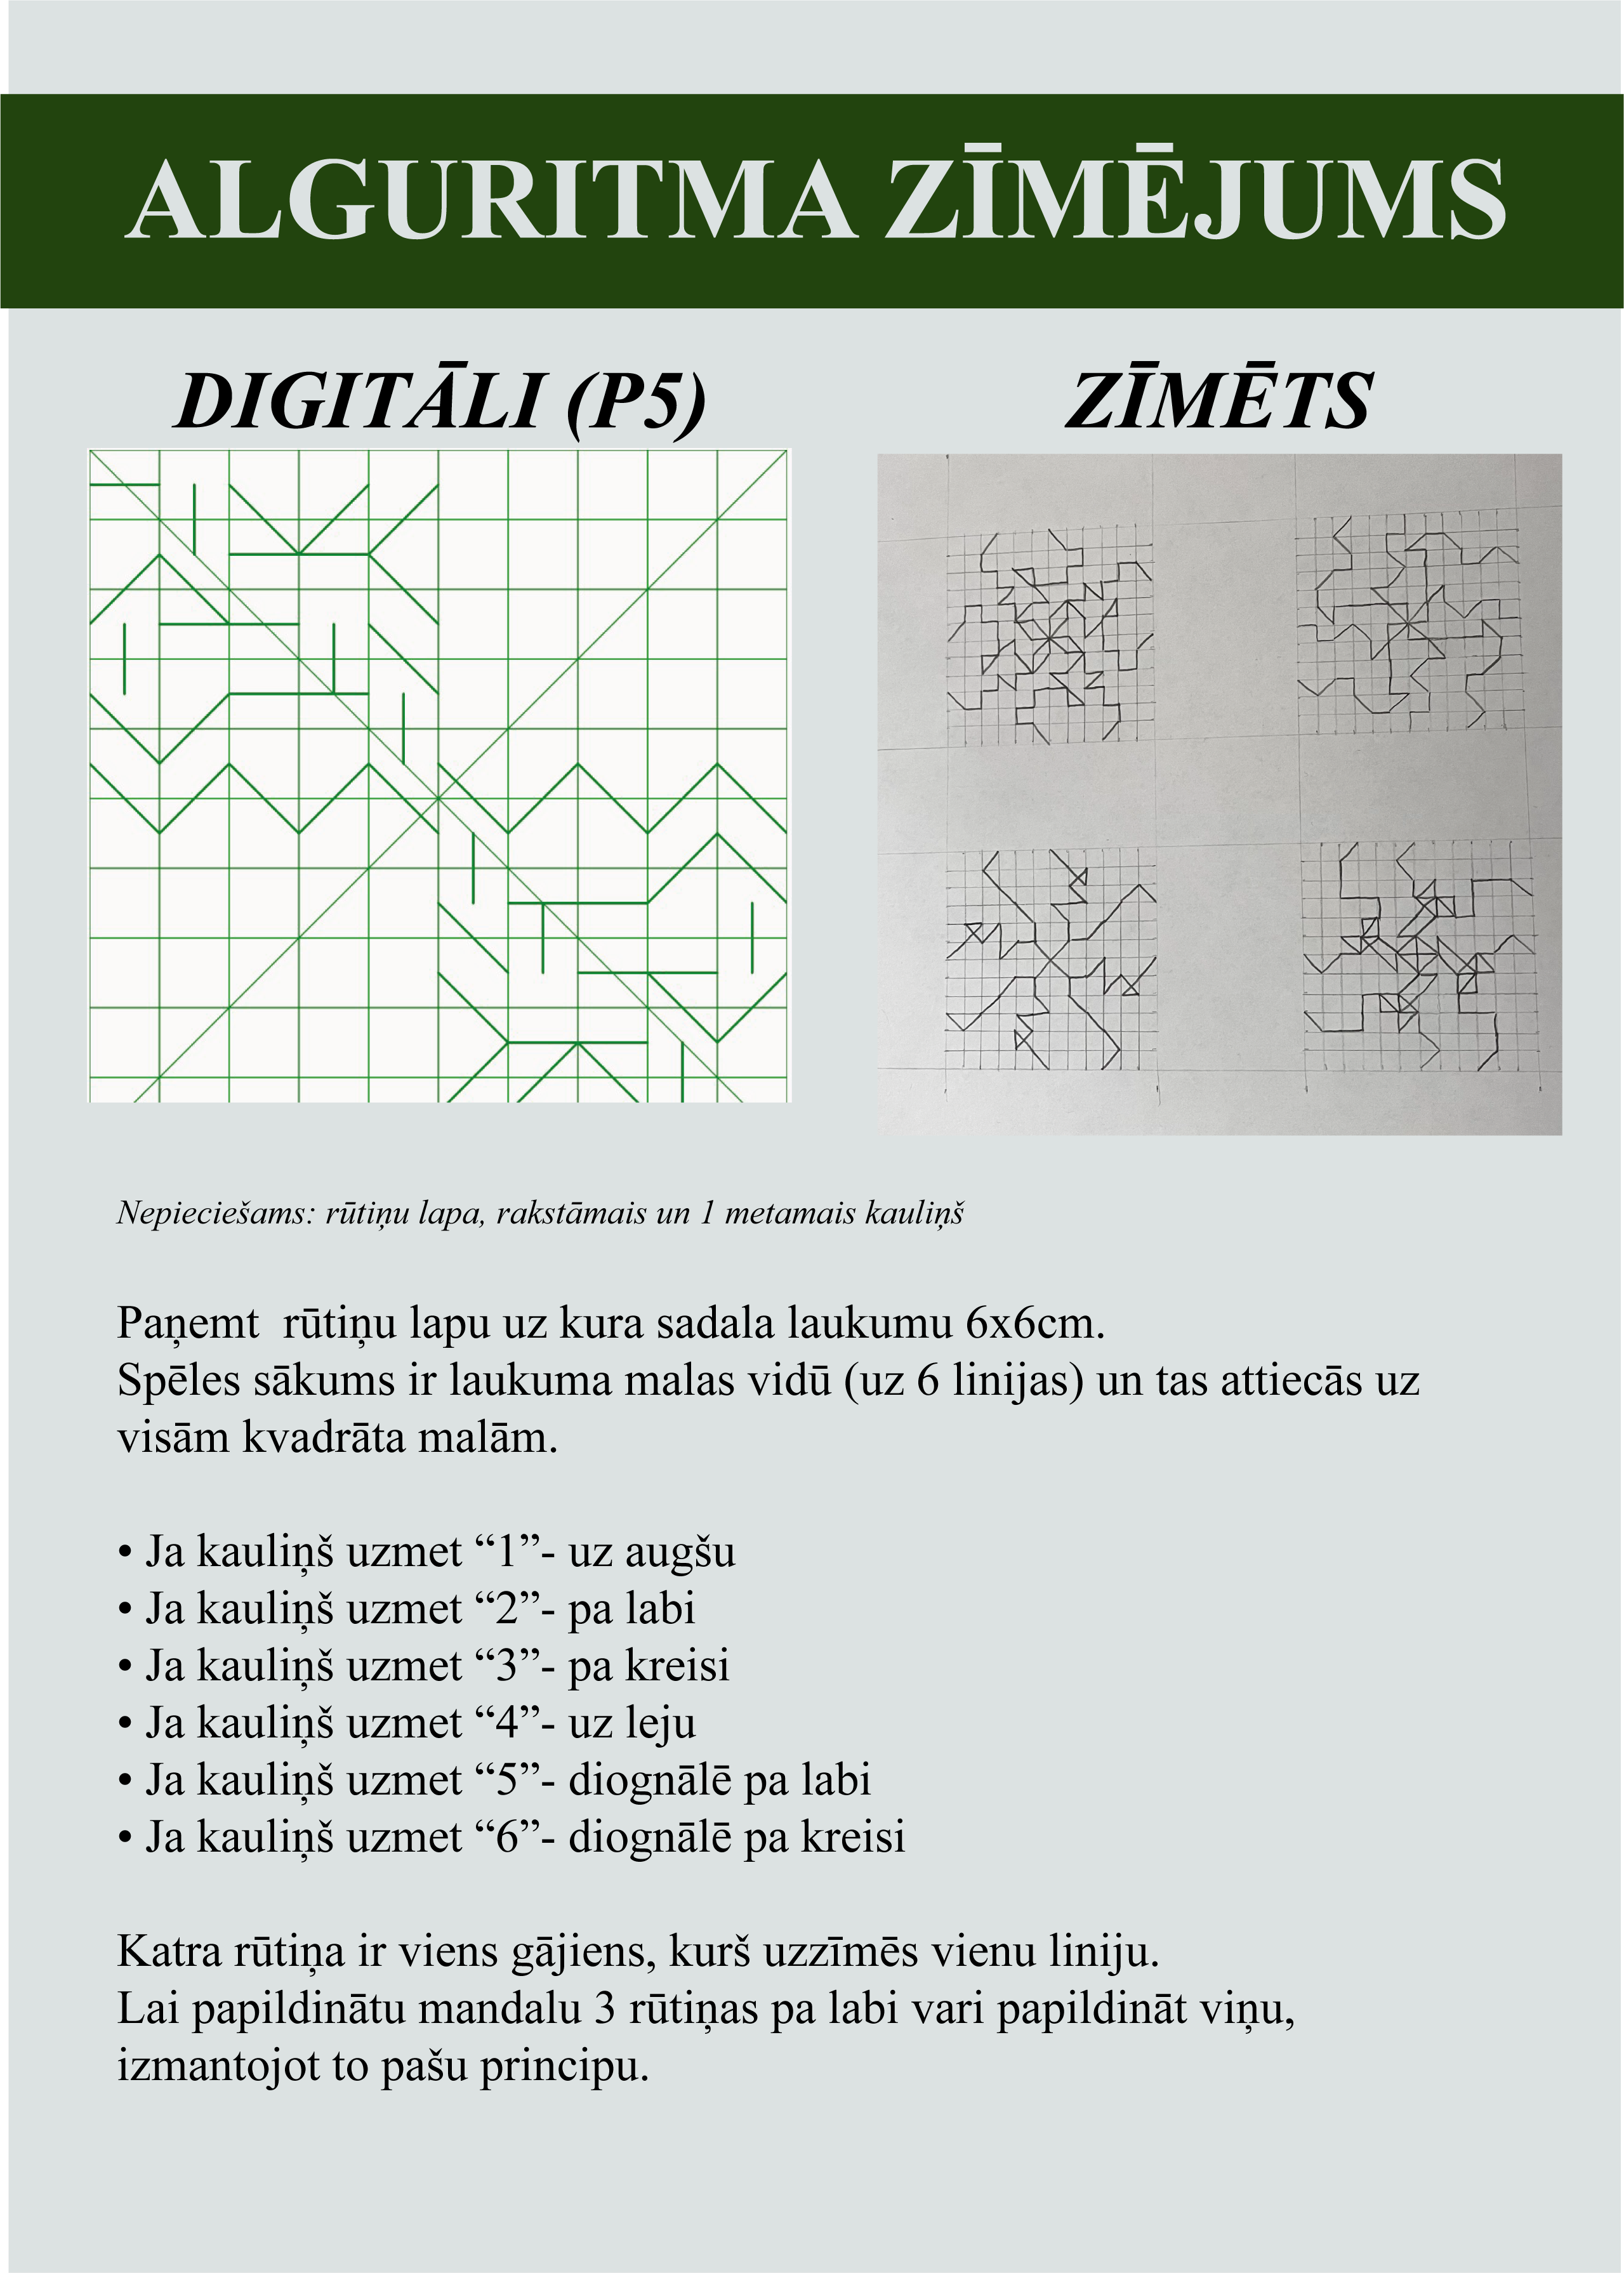 ALGURITMA ZĪMĒJUMS
DIGITĀLI (P5)
ZĪMĒTS
Nepieciešams: rūtiņu lapa, rakstāmais un 1 metamais kauliņš
Paņemt  rūtiņu lapu uz kura sadala laukumu 6x6cm.
Spēles sākums ir laukuma malas vidū (uz 6 linijas) un tas attiecās uz
visām kvadrāta malām.
• Ja kauliņš uzmet “1”- uz augšu
• Ja kauliņš uzmet “2”- pa labi
• Ja kauliņš uzmet “3”- pa kreisi
• Ja kauliņš uzmet “4”- uz leju
• Ja kauliņš uzmet “5”- diognālē pa labi
• Ja kauliņš uzmet “6”- diognālē pa kreisi
Katra rūtiņa ir viens gājiens, kurš uzzīmēs vienu liniju.
Lai papildinātu mandalu 3 rūtiņas pa labi vari papildināt viņu,
izmantojot to pašu principu.